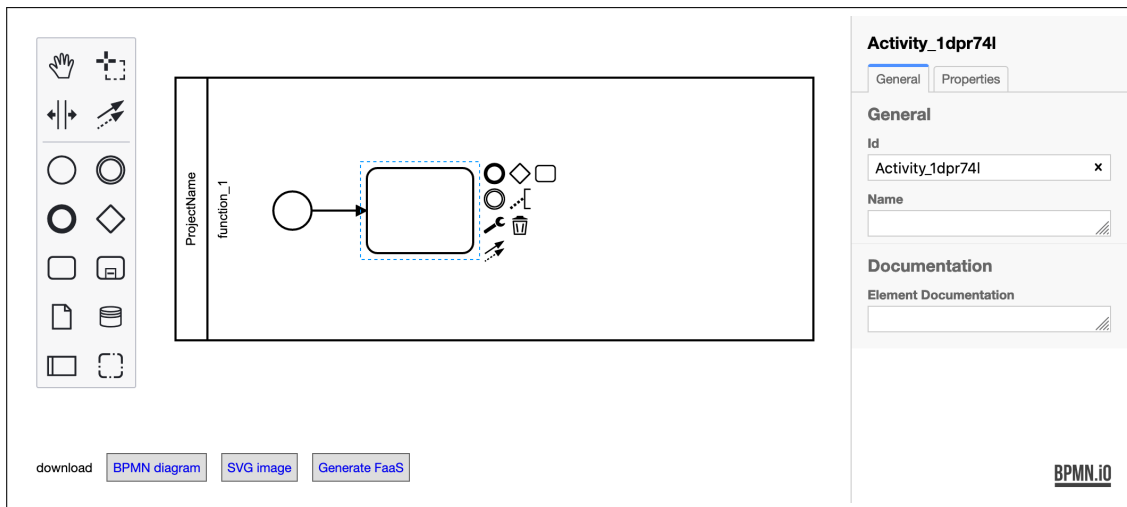 ProjectName
function_1
download
BPMN diagram
SVG image
Generate FaaS
Activity_1dpr74l
General
Properties
General
Id
Activity_1dpr74l
×
Name
Documentation
Element Documentation
BPMN.iO